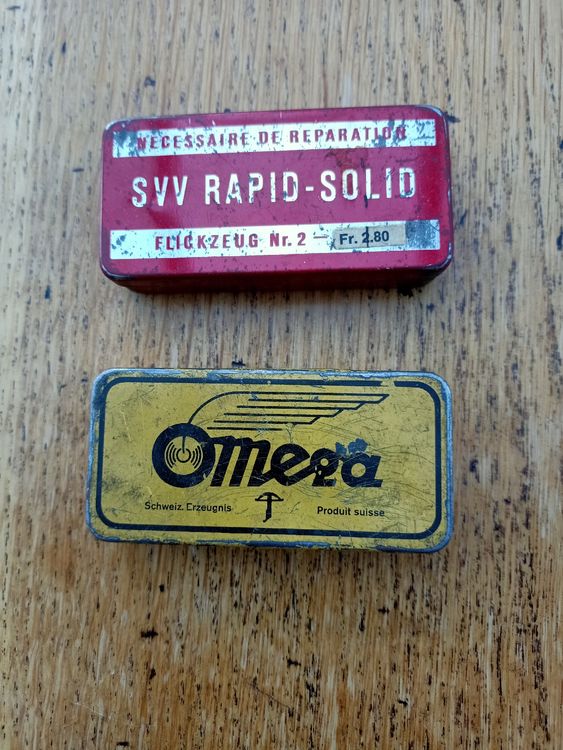 NECESSAIRE DE REPARATION
SVV RAPID-SOLID
FLICKZEUG Nr. 2 – Fr. 2.80
Omega
Schweiz. Erzeugnis
Produit suisse